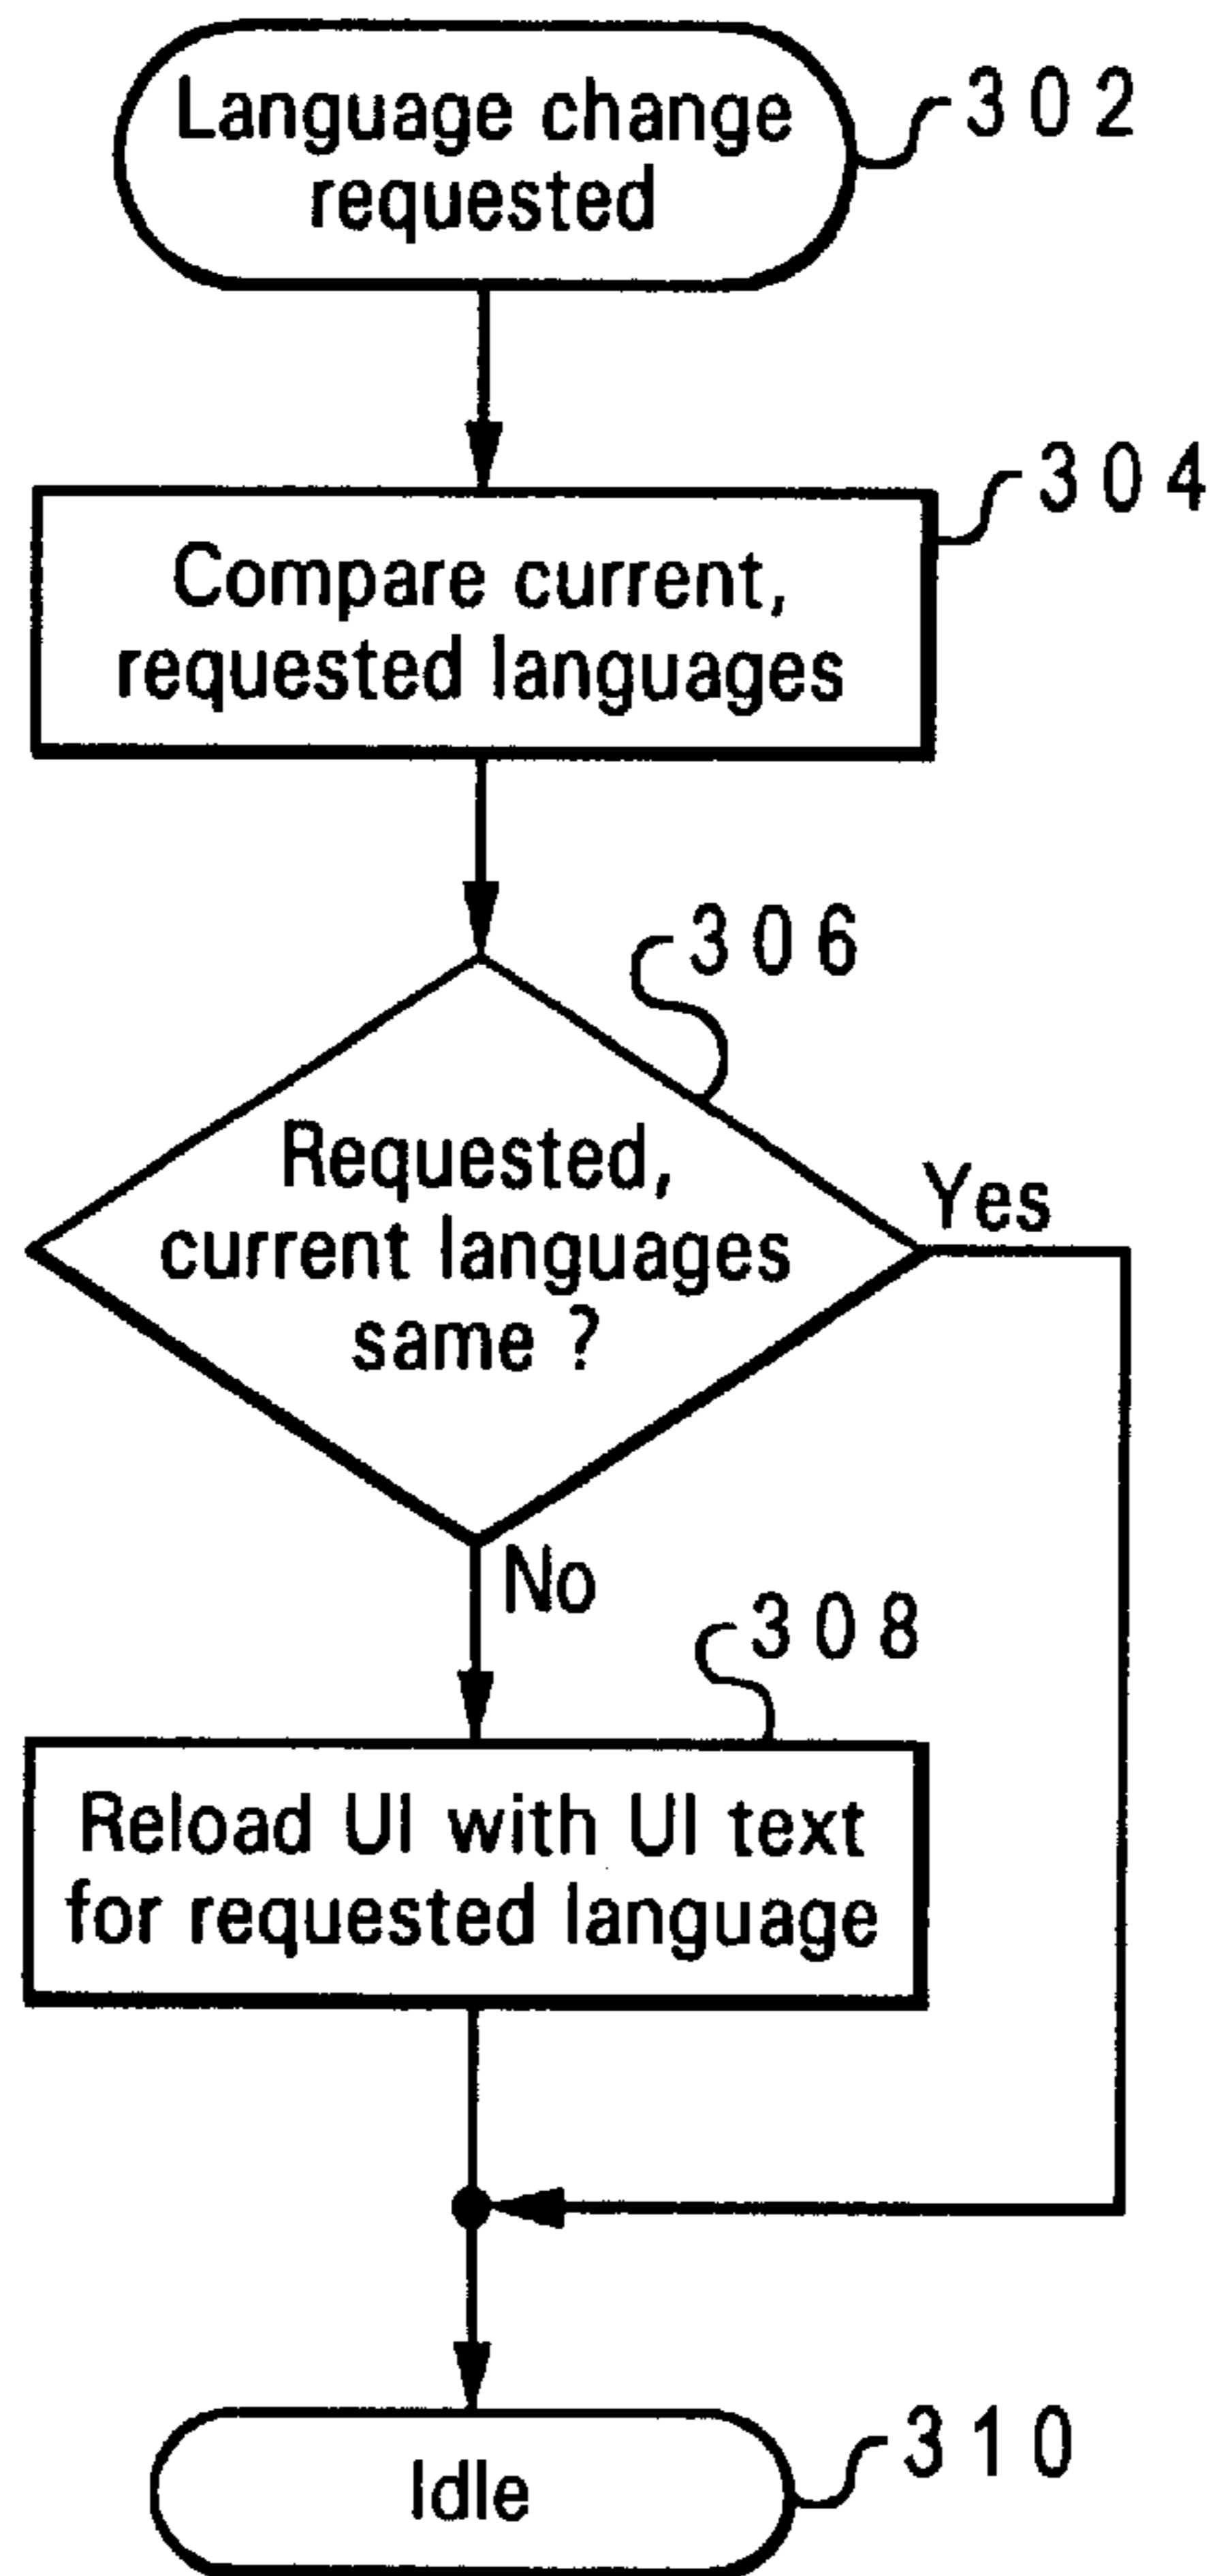 Language change
requested
302
304
Compare current,
requested languages
306
Requested,
current languages
same ?
Yes
No
308
Reload UI with UI text
for requested language
Idle
310